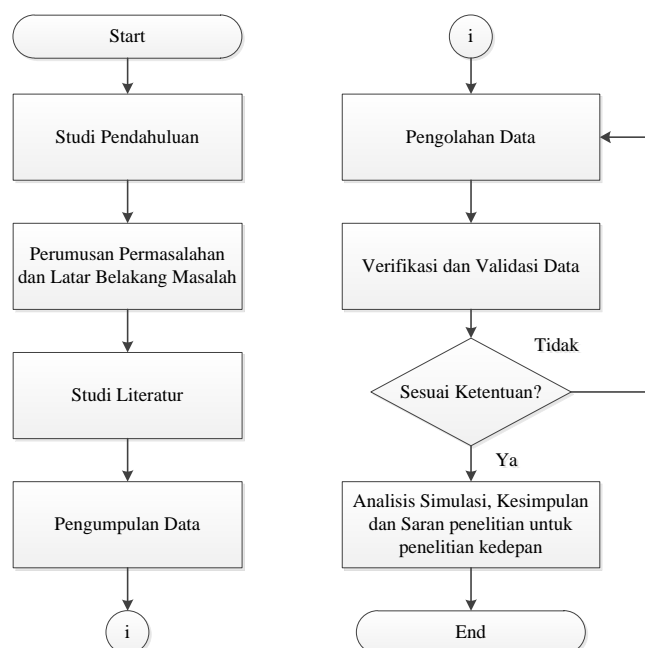 Start
Studi Pendahuluan
Perumusan Permasalahan
dan Latar Belakang Masalah
Studi Literatur
Pengumpulan Data
i
i
Pengolahan Data
Verifikasi dan Validasi Data
Tidak
Sesuai Ketentuan?
Ya
Analisis Simulasi, Kesimpulan
dan Saran penelitian untuk
penelitian kedepan
End